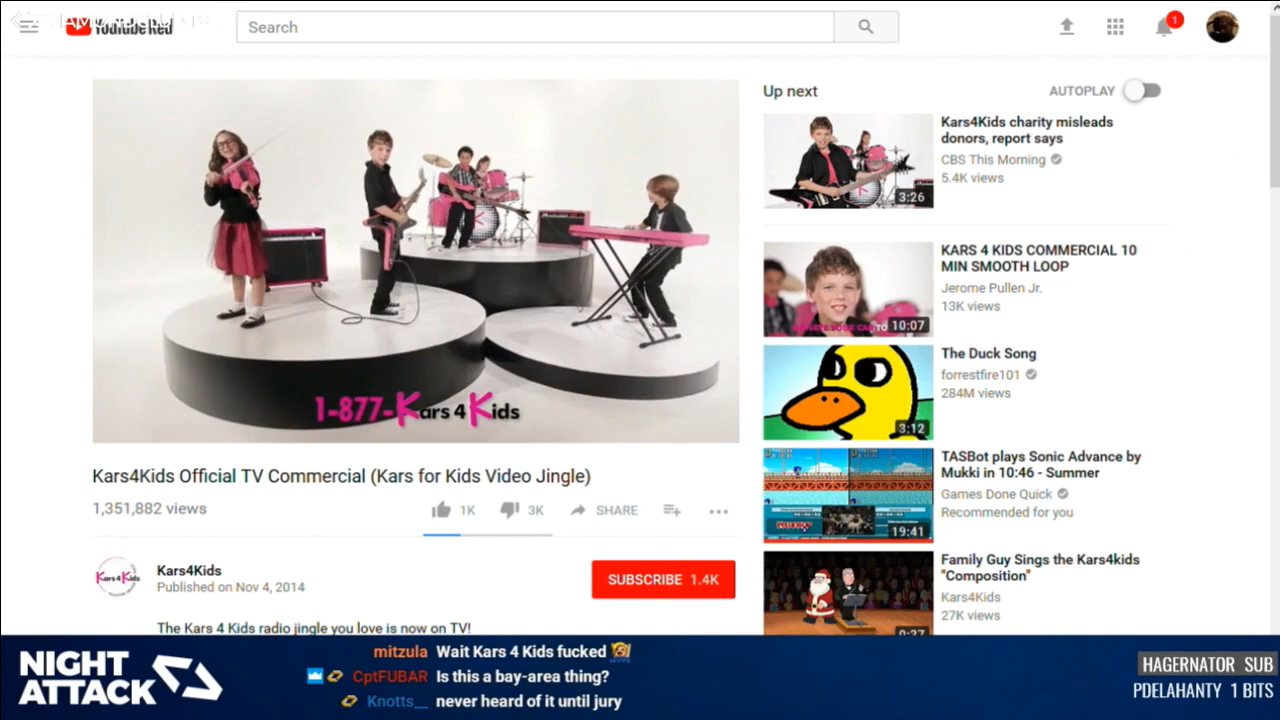 YouTube Red
Search
1
1-877-Kars 4 Kids
Kars4Kids Official TV Commercial (Kars for Kids Video Jingle)
1,351,882 views
1K
3K
SHARE
Kars4Kids
Kars4Kids
Published on Nov 4, 2014
SUBSCRIBE 1.4K
The Kars 4 Kids radio jingle you love is now on TV!
Up next
AUTOPLAY
Kars4Kids charity misleads
donors, report says
CBS This Morning
5.4K views
3:26
KARS 4 KIDS COMMERCIAL 10
MIN SMOOTH LOOP
Jerome Pullen Jr.
13K views
10:07
The Duck Song
forrestfire101
284M views
3:12
TASBot plays Sonic Advance by
Mukki in 10:46 - Summer
Games Done Quick
Recommended for you
19:41
Family Guy Sings the Kars4kids
"Composition"
Kars4Kids
27K views
0:37
NIGHT
ATTACK
mitzula Wait Kars 4 Kids fucked
CptFUBAR Is this a bay-area thing?
Knotts__ never heard of it until jury
HAGERNATOR SUB
PDELAHANTY 1 BITS